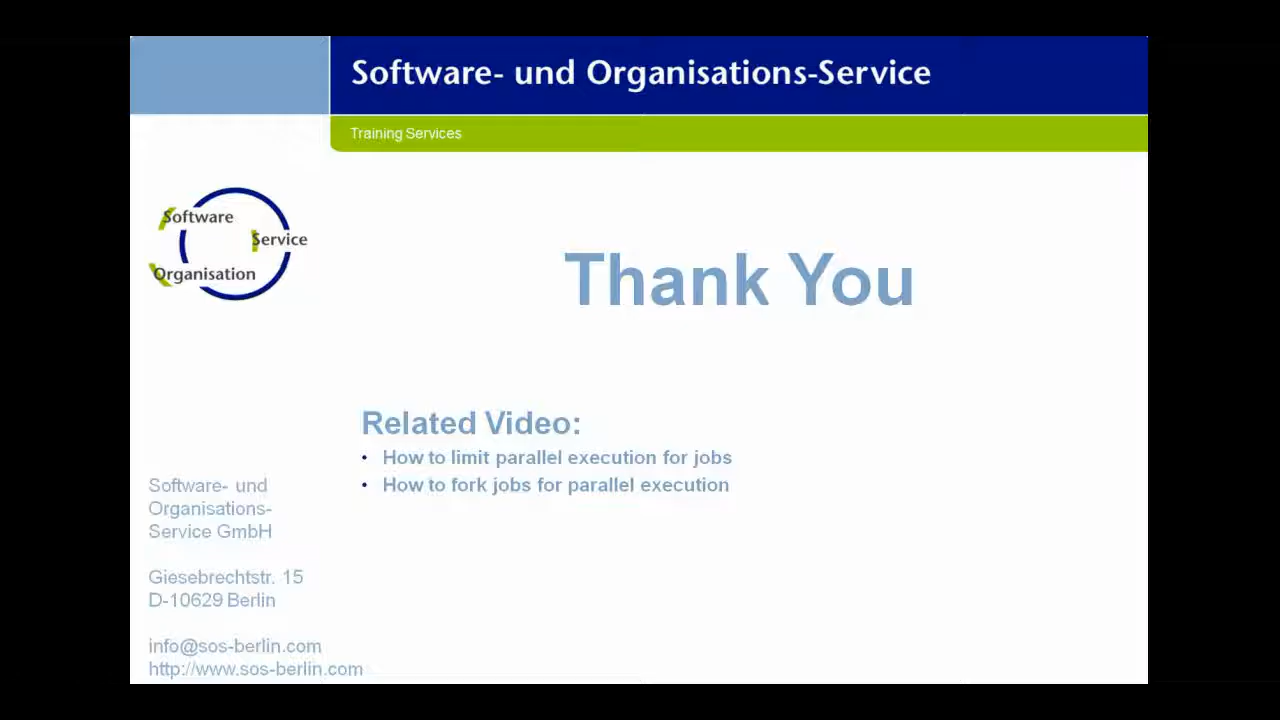 Software- und Organisations-Service
Training Services
Software
Service
Organisation
Thank You
Related Video:
• How to limit parallel execution for jobs
• How to fork jobs for parallel execution
Software- und
Organisations-
Service GmbH
Giesebrechtstr. 15
D-10629 Berlin
info@sos-berlin.com
http://www.sos-berlin.com